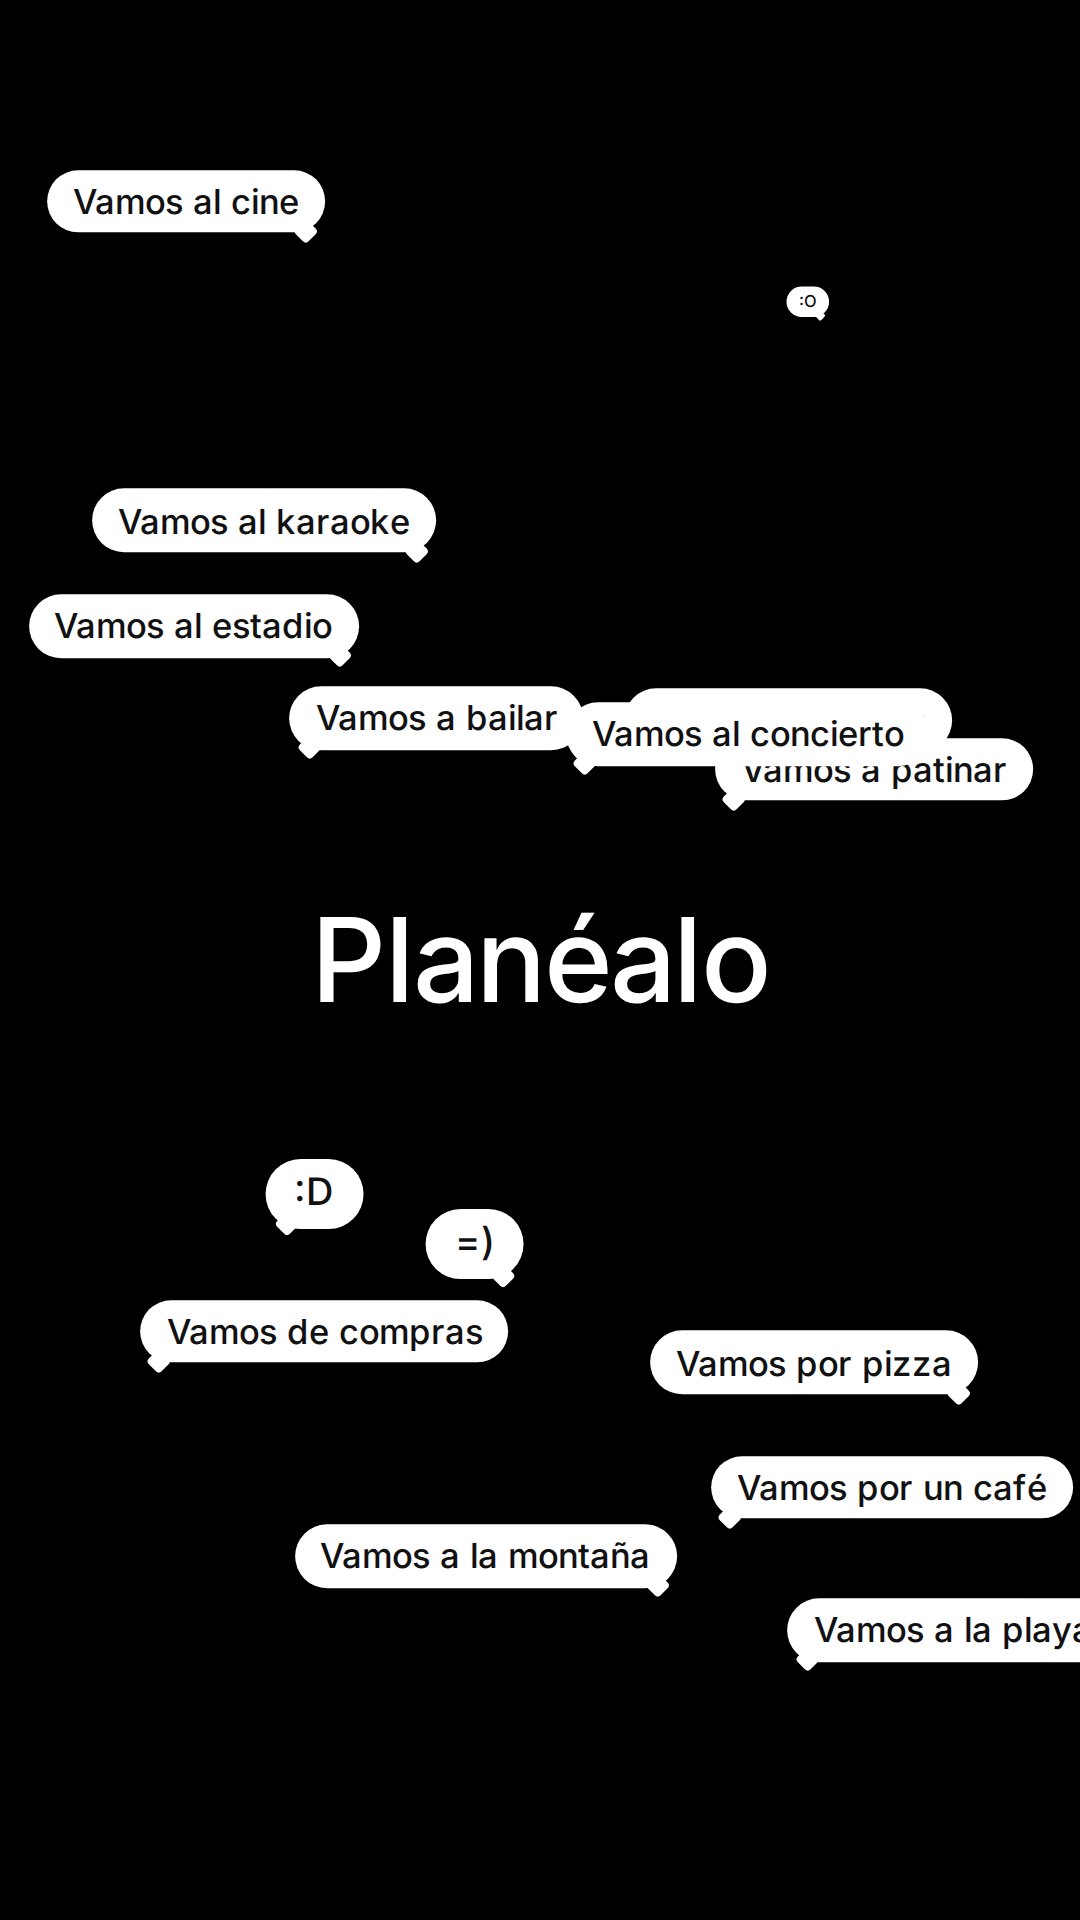 Vamos al cine
:O
Vamos al karaoke
Vamos al estadio
Vamos a bailar
Vamos al concierto
Vamos a patinar
Planéalo
:D
=)
Vamos de compras
Vamos por pizza
Vamos por un café
Vamos a la montaña
Vamos a la playa